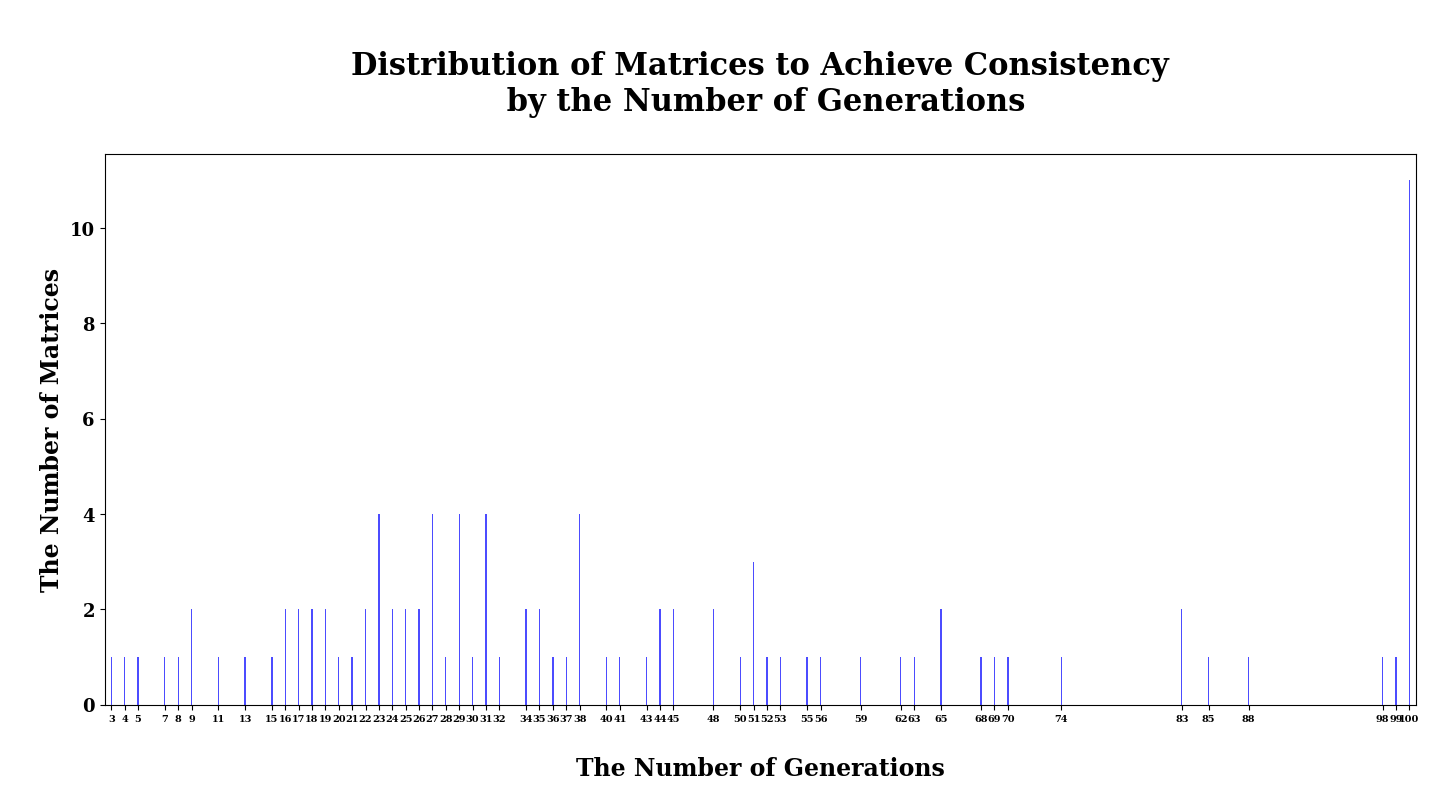 Distribution of Matrices to Achieve Consistency
by the Number of Generations
The Number of Matrices
10
8
6
4
2
0
3 4 5 7 8 9 11 13 15 16 17 18 19 20 21 22 23 24 25 26 27 28 29 30 31 32 34 35 36 37 38 40 41 43 44 45 48 50 51 52 53 55 56 59 62 63 65 68 69 70 74 83 85 88 98 99 100
The Number of Generations